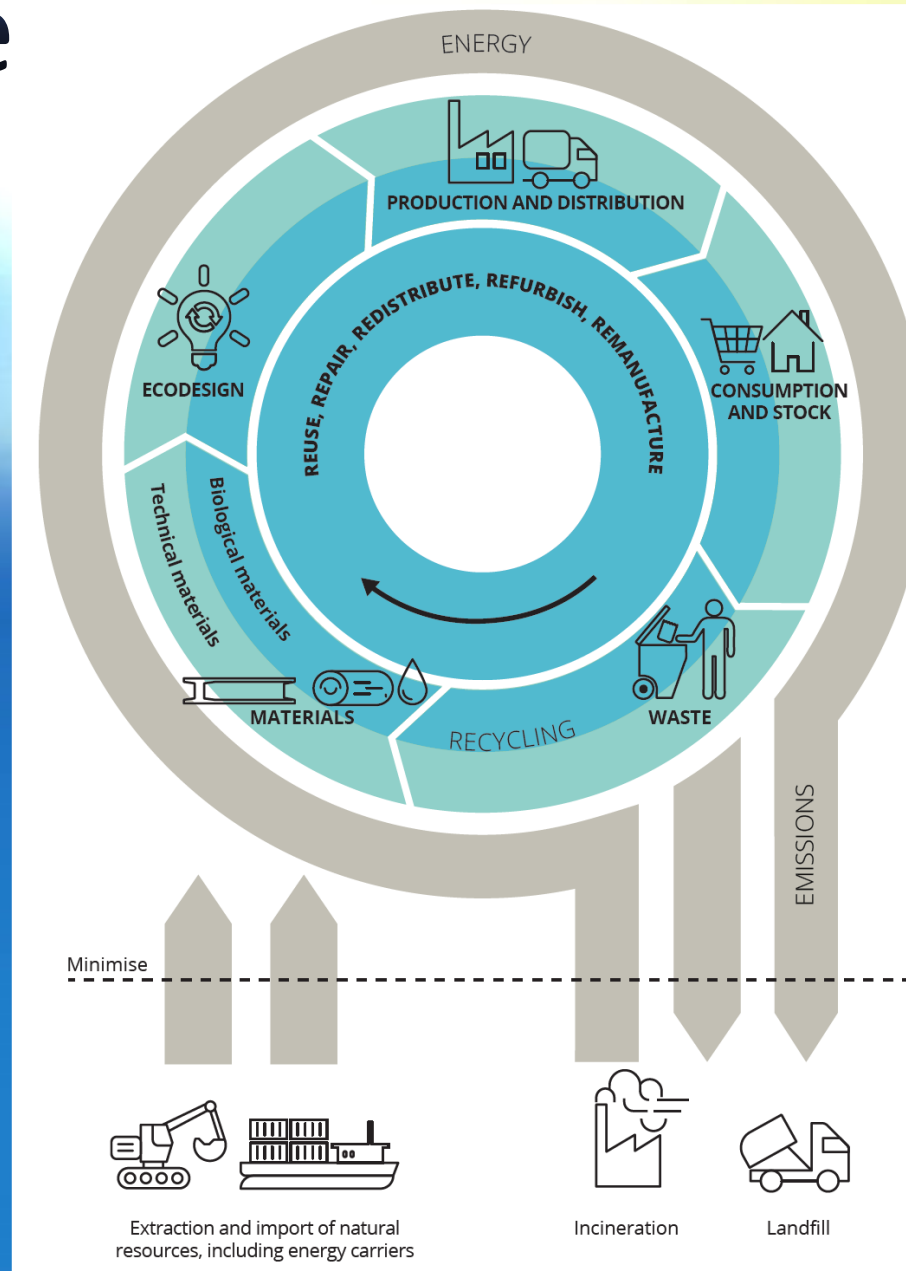 e
ENERGY
PRODUCTION AND DISTRIBUTION
REUSE, REPAIR, REDISTRIBUTE, REFURBISH, REMANUFACTURE
ECODESIGN
CONSUMPTION
AND STOCK
Technical materials
Biological materials
MATERIALS
RECYCLING
WASTE
EMISSIONS
Minimise
Extraction and import of natural
resources, including energy carriers
Incineration
Landfill